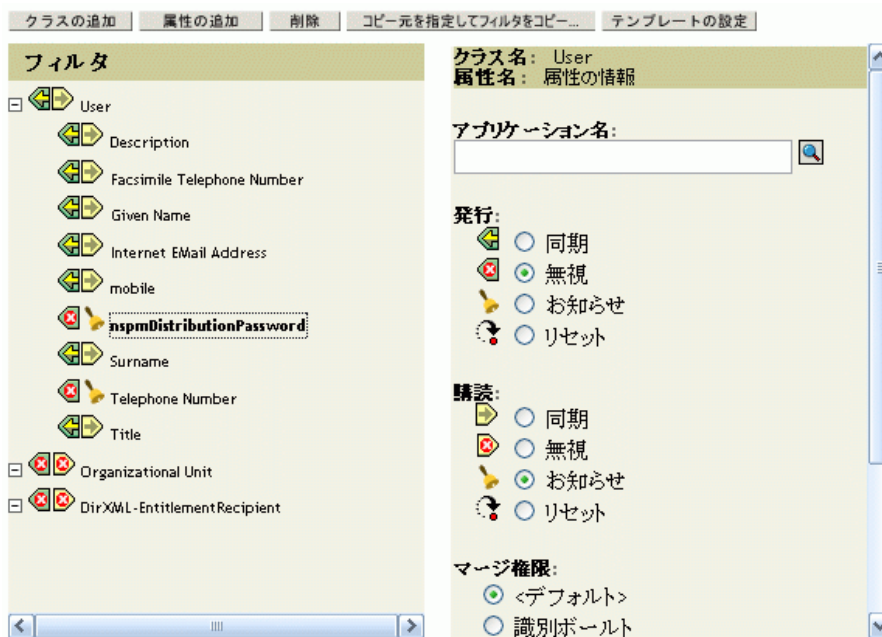 クラスの追加 属性の追加 削除 コピー元を指定してフィルタをコピー... テンプレートの設定
フィルタ
User
Description
Facsimile Telephone Number
Given Name
Internet EMail Address
mobile
nspmDistributionPassword
Surname
Telephone Number
Title
Organizational Unit
DirXML-EntitlementRecipient
クラス名: User
属性名: 属性の情報
アプリケーション名:
発行:
同期
無視
お知らせ
リセット
購読:
同期
無視
お知らせ
リセット
マージ権限:
<デフォルト>
識別ボールト